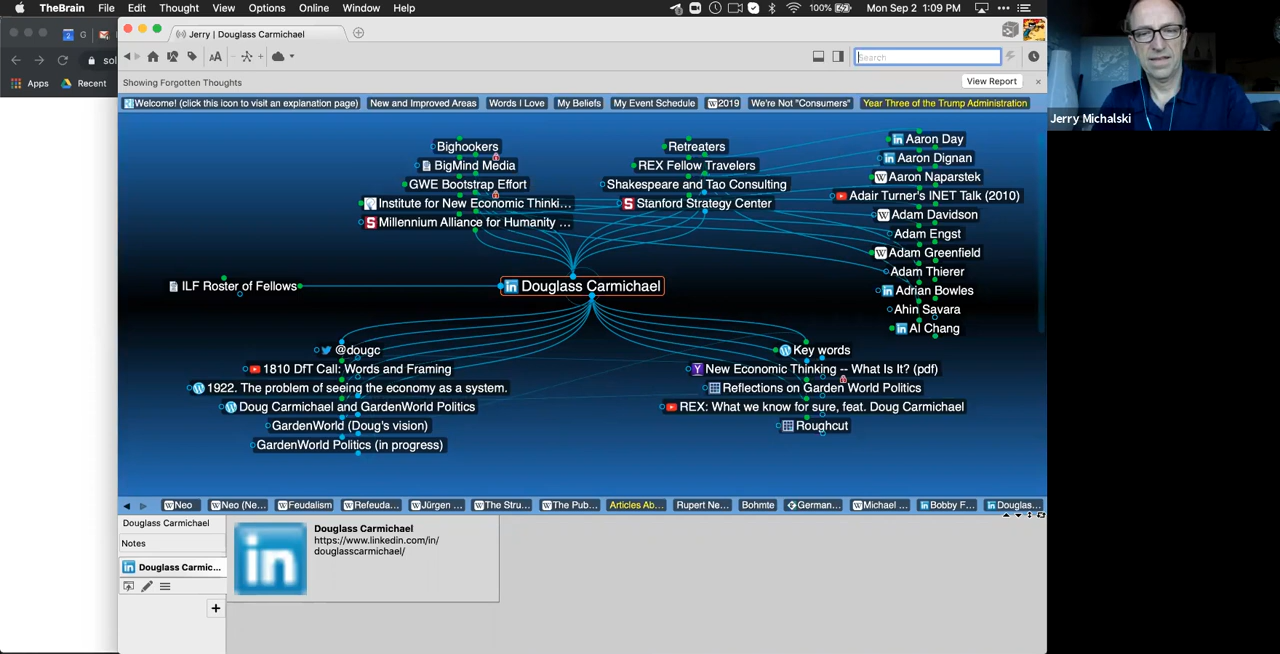 TheBrain File Edit Thought View Options Online Window Help 100% Mon Sep 2 1:09 PM
Jerry | Douglass Carmichael
Search
Apps Recent
Showing Forgotten Thoughts View Report
Welcome! (click this icon to visit an explanation page) New and Improved Areas Words I Love My Beliefs My Event Schedule 2019 We're Not "Consumers" Year Three of the Trump Administration
Jerry Michalski
Bighookers
BigMind Media
GWE Bootstrap Effort
Institute for New Economic Thinki...
Millennium Alliance for Humanity ...
Retreaters
REX Fellow Travelers
Shakespeare and Tao Consulting
Stanford Strategy Center
Aaron Day
Aaron Dignan
Aaron Naparstek
Adair Turner's INET Talk (2010)
Adam Davidson
Adam Engst
Adam Greenfield
Adam Thierer
Adrian Bowles
Ahin Savara
Al Chang
ILF Roster of Fellows
Douglass Carmichael
@dougc
1810 DfT Call: Words and Framing
1922. The problem of seeing the economy as a system.
Doug Carmichael and GardenWorld Politics
GardenWorld (Doug's vision)
GardenWorld Politics (in progress)
Key words
New Economic Thinking -- What Is It? (pdf)
Reflections on Garden World Politics
REX: What we know for sure, feat. Doug Carmichael
Roughcut
Neo Neo (Ne... Feudalism Refeuda... Jürgen ... The Stru... The Pub... Articles Ab... Rupert Ne... Bohmte German... Michael ... Bobby F... Douglas...
Douglass Carmichael
Notes
Douglass Carmic...
Douglass Carmichael
https://www.linkedin.com/in/
douglasscarmichael/